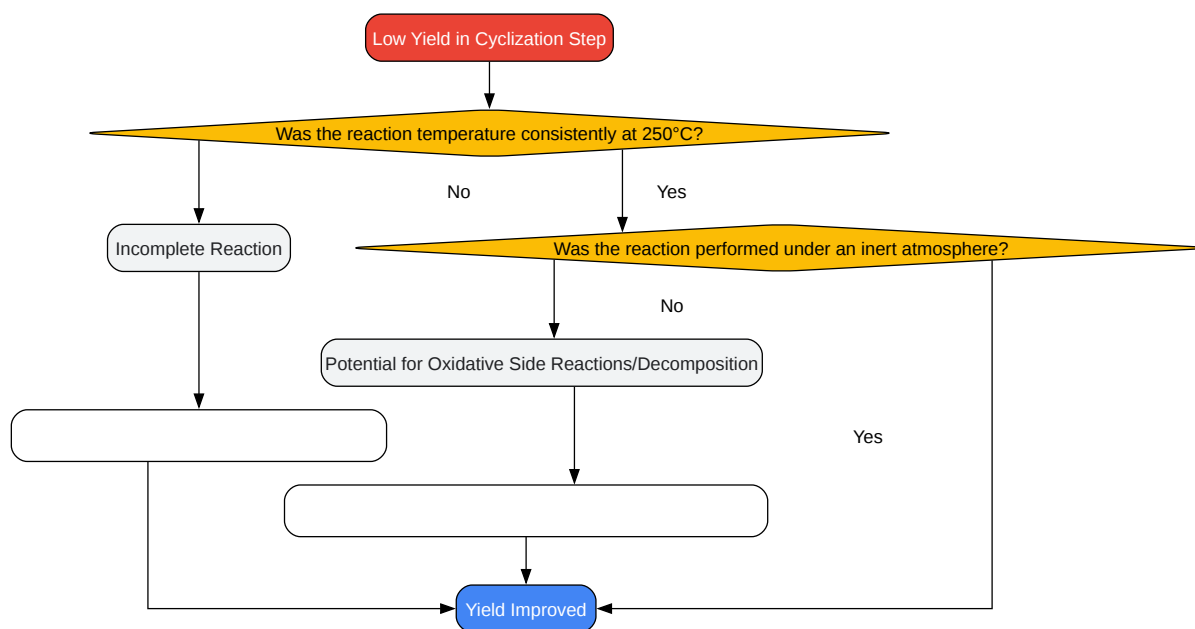 Low Yield in Cyclization Step
Was the reaction temperature consistently at 250°C?
No
Yes
Incomplete Reaction
Was the reaction performed under an inert atmosphere?
No
Potential for Oxidative Side Reactions/Decomposition
Yes
Yield Improved